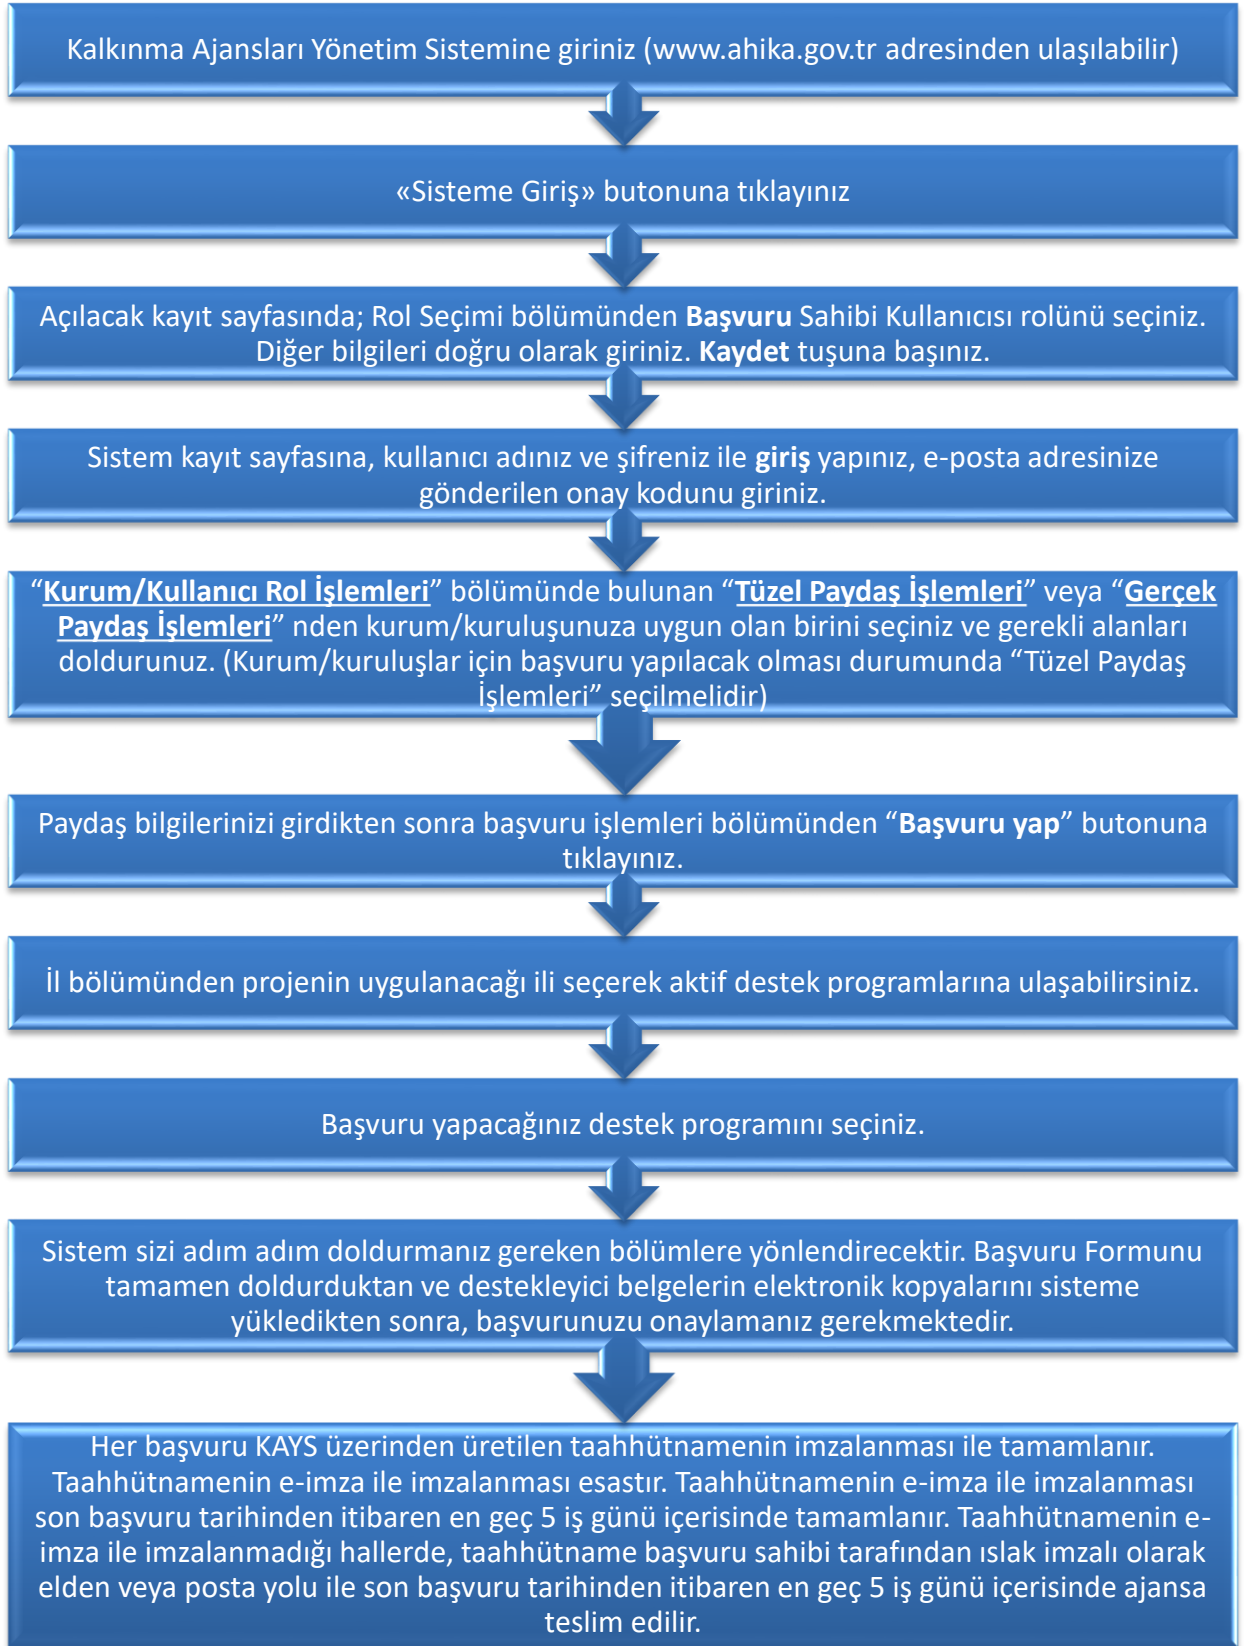 Kalkınma Ajansları Yönetim Sistemine giriniz (www.ahika.gov.tr adresinden ulaşılabilir)
«Sisteme Giriş» butonuna tıklayınız
Açılacak kayıt sayfasında; Rol Seçimi bölümünden Başvuru Sahibi Kullanıcısı rolünü seçiniz.
Diğer bilgileri doğru olarak giriniz. Kaydet tuşuna başınız.
Sistem kayıt sayfasına, kullanıcı adınız ve şifreniz ile giriş yapınız, e-posta adresinize
gönderilen onay kodunu giriniz.
“Kurum/Kullanıcı Rol İşlemleri” bölümünde bulunan “Tüzel Paydaş İşlemleri” veya “Gerçek
Paydaş İşlemleri” nden kurum/kuruluşunuza uygun olan birini seçiniz ve gerekli alanları
doldurunuz. (Kurum/kuruluşlar için başvuru yapılacak olması durumunda “Tüzel Paydaş
İşlemleri” seçilmelidir)
Paydaş bilgilerinizi girdikten sonra başvuru işlemleri bölümünden “Başvuru yap” butonuna
tıklayınız.
İl bölümünden projenin uygulanacağı ili seçerek aktif destek programlarına ulaşabilirsiniz.
Başvuru yapacağınız destek programını seçiniz.
Sistem sizi adım adım doldurmanız gereken bölümlere yönlendirecektir. Başvuru Formunu
tamamen doldurduktan ve destekleyici belgelerin elektronik kopyalarını sisteme
yükledikten sonra, başvurunuzu onaylamanız gerekmektedir.
Her başvuru KAYS üzerinden üretilen taahhütnamenin imzalanması ile tamamlanır.
Taahhütnamenin e-imza ile imzalanması esastır. Taahhütnamenin e-imza ile imzalanması
son başvuru tarihinden itibaren en geç 5 iş günü içerisinde tamamlanır. Taahhütnamenin e-
imza ile imzalanmadığı hallerde, taahhütname başvuru sahibi tarafından ıslak imzalı olarak
elden veya posta yolu ile son başvuru tarihinden itibaren en geç 5 iş günü içerisinde ajansa
teslim edilir.